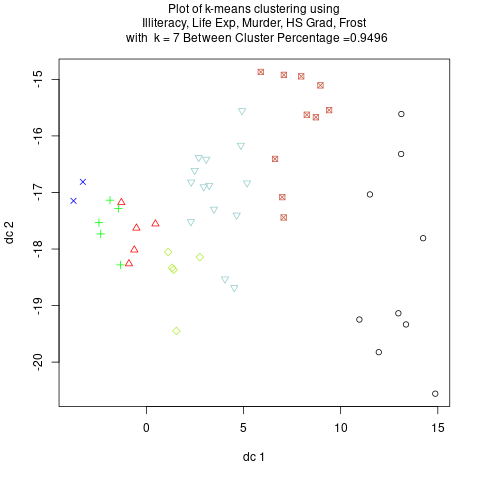 Plot of k-means clustering using
Illiteracy, Life Exp, Murder, HS Grad, Frost
with k = 7 Between Cluster Percentage =0.9496
-15
-16
-17
-18
-19
-20
dc 2
0 5 10 15
dc 1